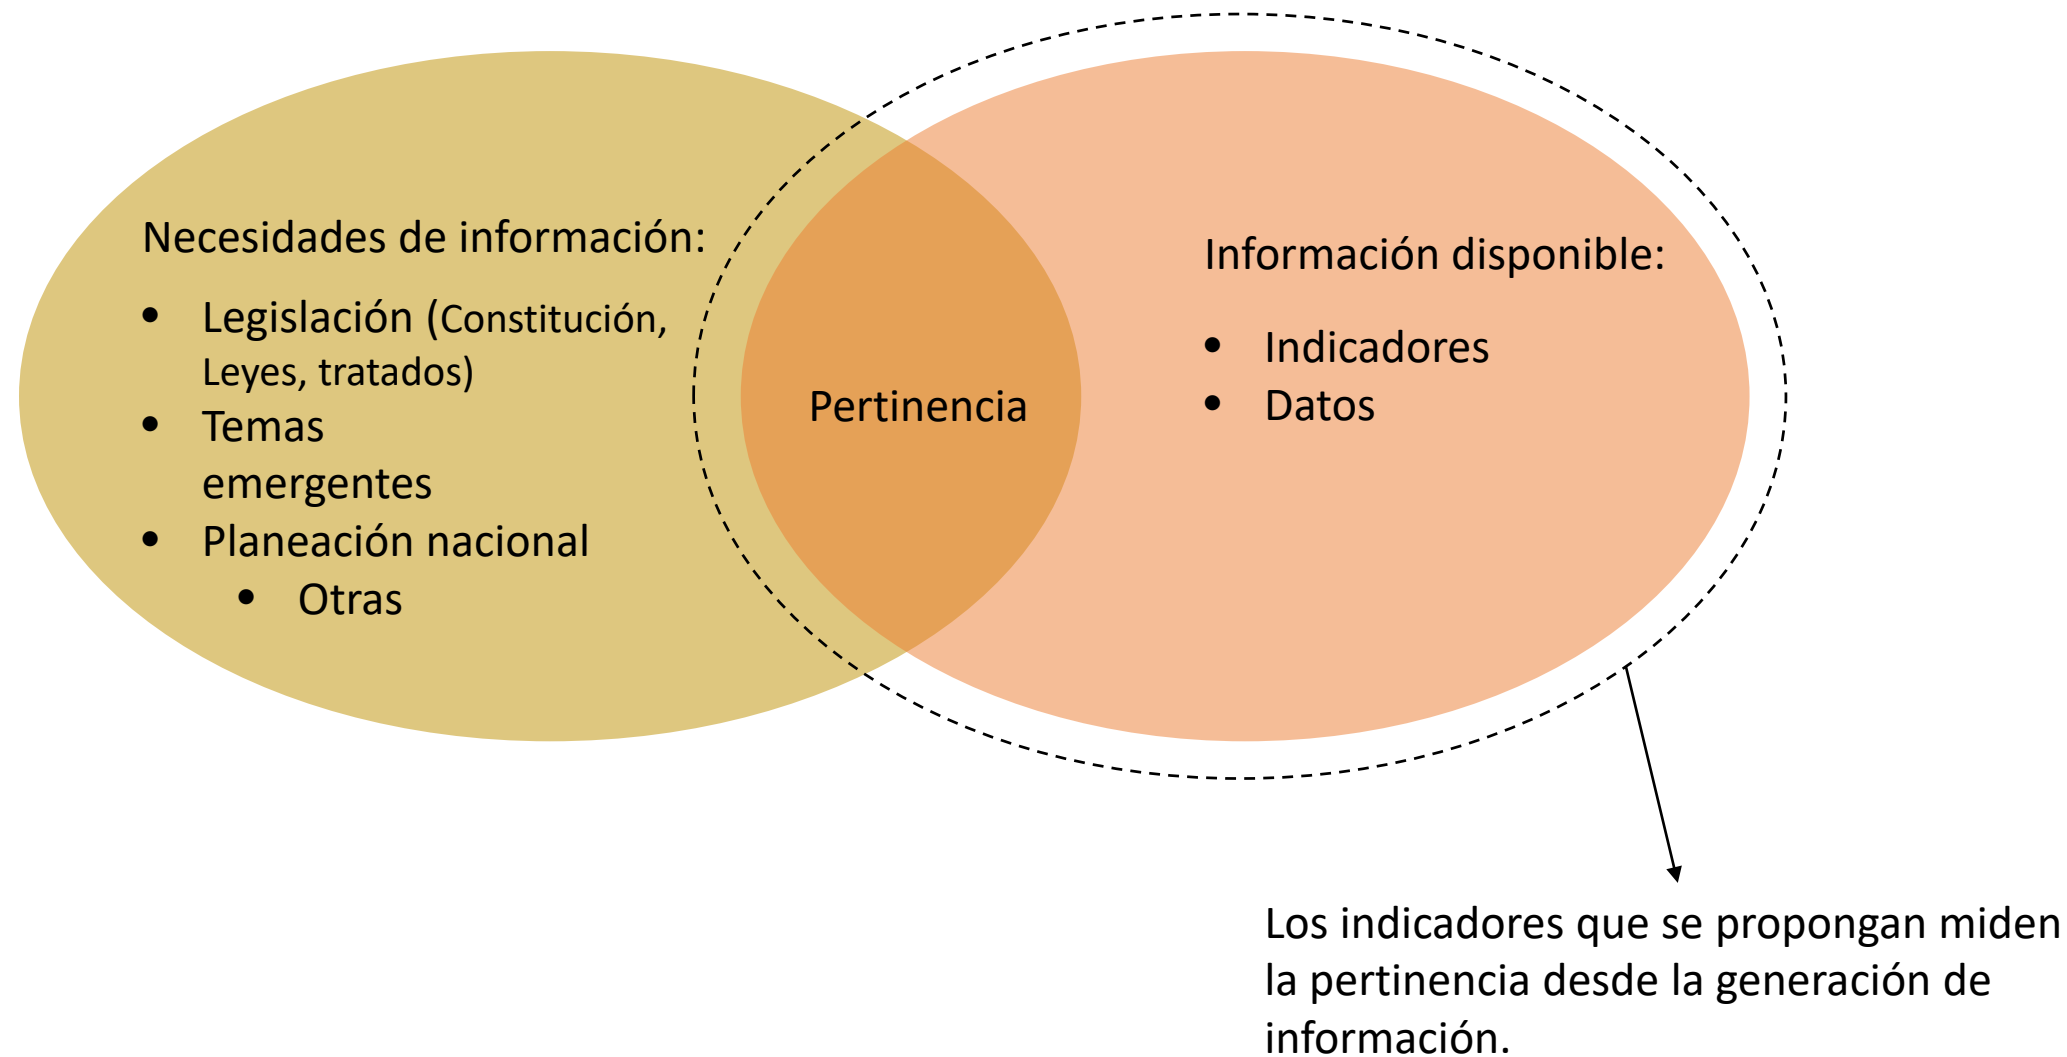 Necesidades de información:
• Legislación (Constitución,
Leyes, tratados)
• Temas
emergentes
• Planeación nacional
• Otras
Pertinencia
Información disponible:
• Indicadores
• Datos
Los indicadores que se propongan miden
la pertinencia desde la generación de
información.